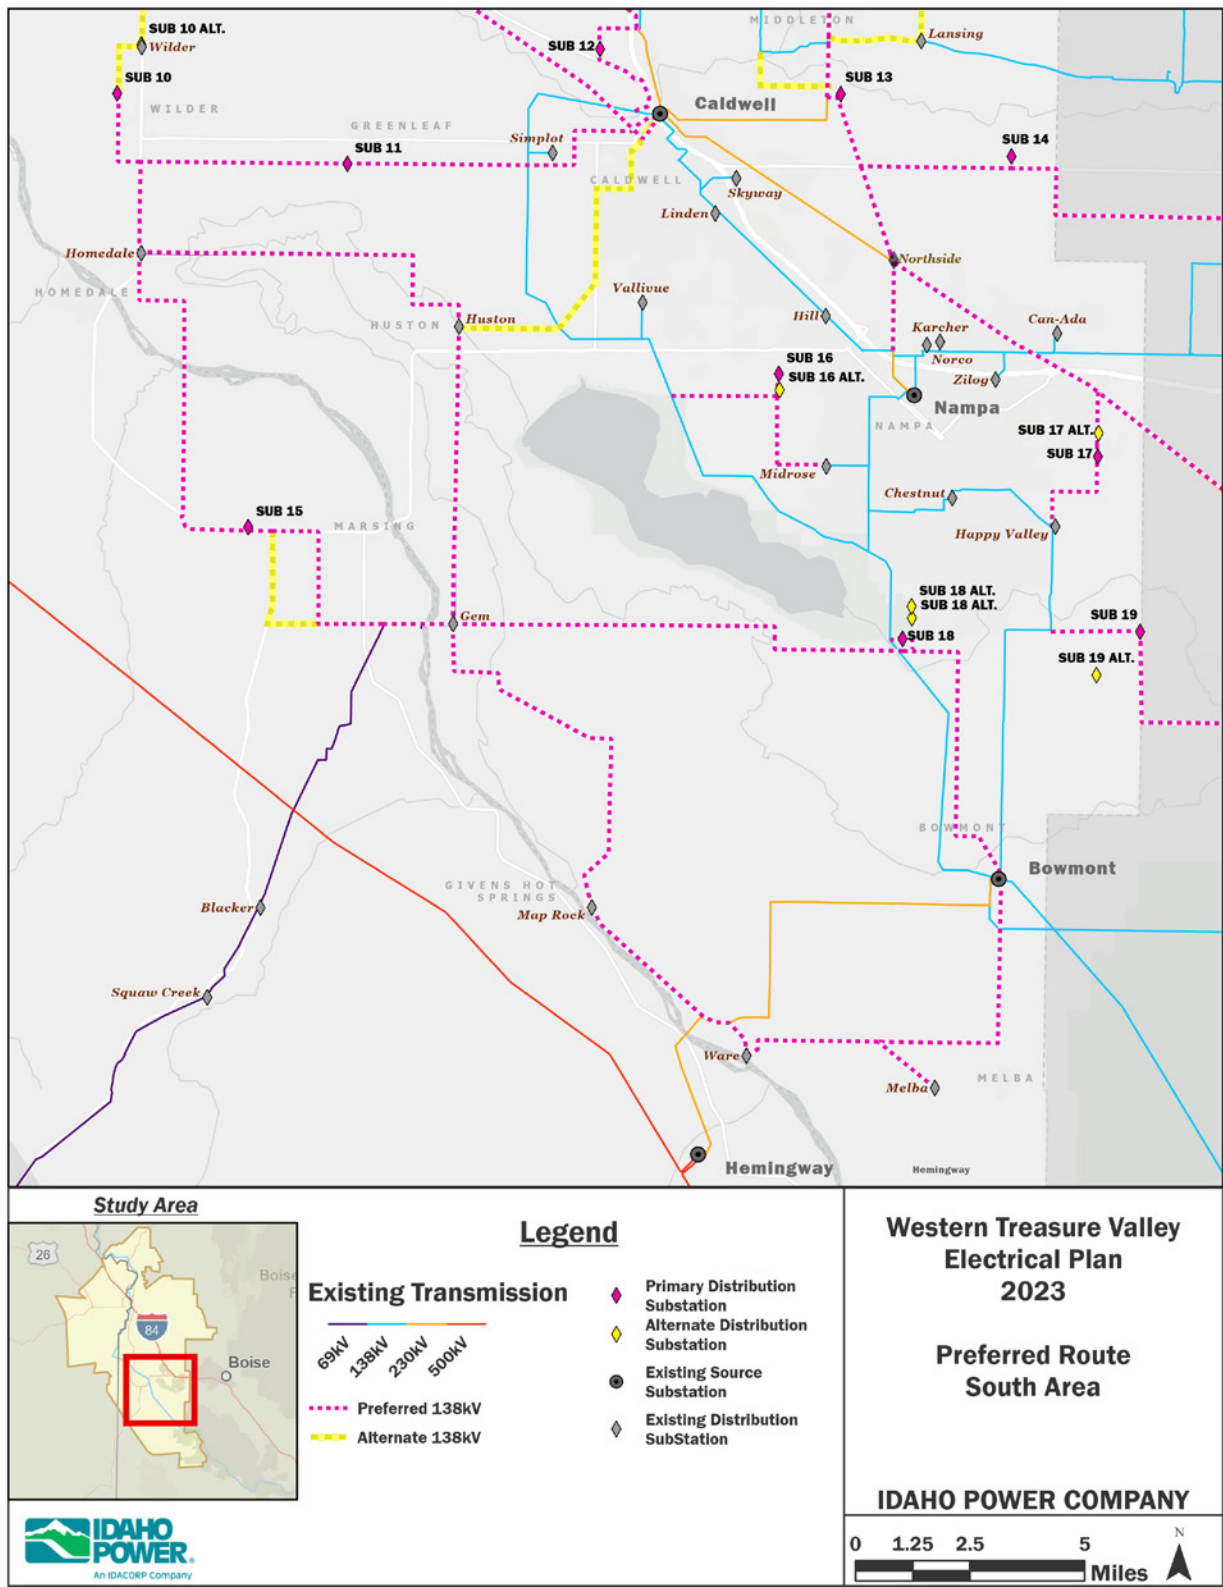 MIDDLETON
SUB 10 ALT.
Wilder
SUB 12
Lansing
SUB 10
SUB 13
WILDER
Caldwell
GREENLEAF
Simplot
SUB 11
SUB 14
CALDWELL
Skyway
Linden
Homedale
Northside
HOMEDALE
Vallivue
HUSTON
Huston
Hill
Karcher
Can-Ada
Norco
SUB 16
SUB 16 ALT.
Zilog
Nampa
NAMPA
SUB 17 ALT.
SUB 17
Midrose
Chestnut
SUB 15
MARSING
Happy Valley
SUB 18 ALT.
SUB 18 ALT.
Gem
SUB 18
SUB 19
SUB 19 ALT.
BOWMONT
Bowmont
GIVENS HOT
SPRINGS
Blacker
Map Rock
Squaw Creek
Ware
Melba
MELBA
Hemingway
Hemingway
Study Area
26
Boise
F
84
Boise
IDAHO
POWER®
An IDACORP Company
Legend
Existing Transmission
69kV
138kV
230kV
500kV
Preferred 138kV
Alternate 138kV
Primary Distribution
Substation
Alternate Distribution
Substation
Existing Source
Substation
Existing Distribution
SubStation
Western Treasure Valley
Electrical Plan
2023
Preferred Route
South Area
IDAHO POWER COMPANY
0 1.25 2.5 5
Miles
N